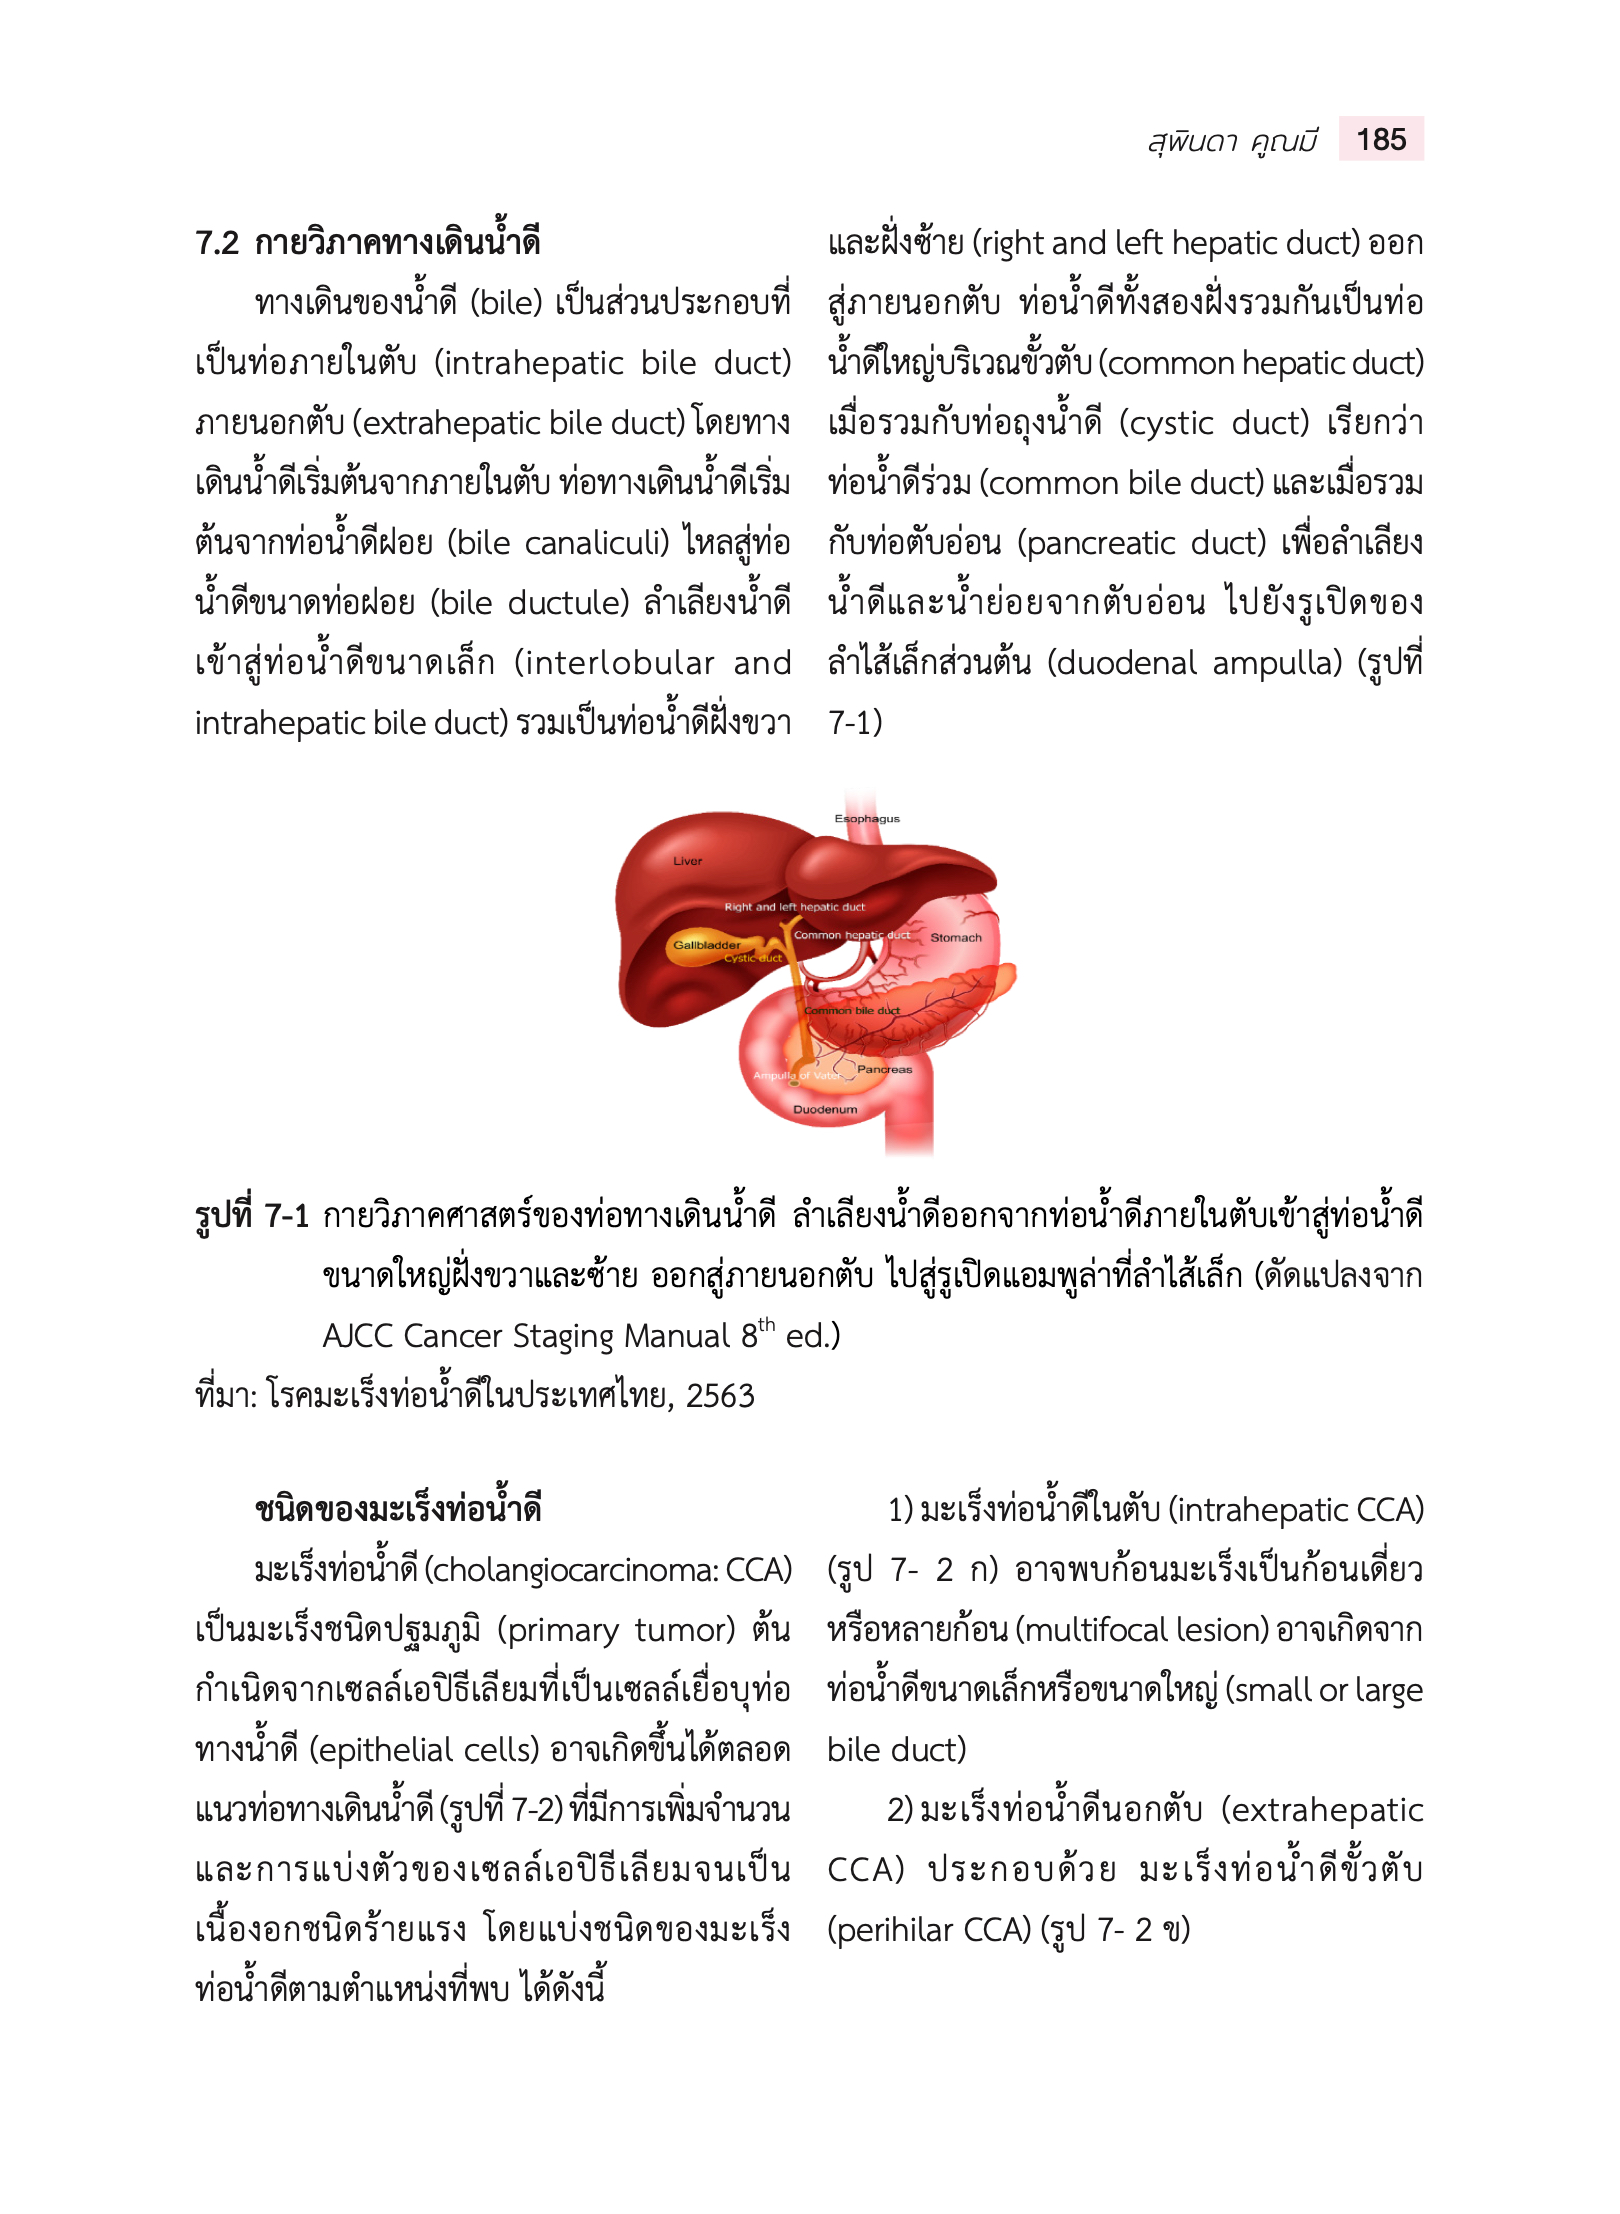 สุพินดา คูณมี 185
7.2 กายวิภาคทางเดินน้ำดี
ทางเดินของน้ำดี (bile) เป็นส่วนประกอบที่
เป็นท่อภายในตับ (intrahepatic bile duct)
ภายนอกตับ (extrahepatic bile duct) โดยทาง
เดินน้ำดีเริ่มต้นจากภายในตับ ท่อทางเดินน้ำดีเริ่ม
ต้นจากท่อน้ำดีฝอย (bile canaliculi) ไหลสู่ท่อ
น้ำดีขนาดท่อฝอย (bile ductule) ลำเลียงน้ำดี
เข้าสู่ท่อน้ำดีขนาดเล็ก (interlobular and
intrahepatic bile duct) รวมเป็นท่อน้ำดีฝั่งขวา
และฝั่งซ้าย (right and left hepatic duct) ออก
สู่ภายนอกตับ ท่อน้ำดีทั้งสองฝั่งรวมกันเป็นท่อ
น้ำดีใหญ่บริเวณขั้วตับ (common hepatic duct)
เมื่อรวมกับท่อถุงน้ำดี (cystic duct) เรียกว่า
ท่อน้ำดีร่วม (common bile duct) และเมื่อรวม
กับท่อตับอ่อน (pancreatic duct) เพื่อลำเลียง
น้ำดีและน้ำย่อยจากตับอ่อน ไปยังรูเปิดของ
ลำไส้เล็กส่วนต้น (duodenal ampulla) (รูปที่
7-1)
Esophagus
Liver
Right and left hepatic duct
Common hepatic duct
Stomach
Gallbladder
Cystic duct
Common bile duct
Pancreas
Ampulla of Vater
Duodenum
รูปที่ 7-1 กายวิภาคศาสตร์ของท่อทางเดินน้ำดี ลำเลียงน้ำดีออกจากท่อน้ำดีภายในตับเข้าสู่ท่อน้ำดี
ขนาดใหญ่ฝั่งขวาและซ้าย ออกสู่ภายนอกตับ ไปสู่รูเปิดแอมพูล่าที่ลำไส้เล็ก (ดัดแปลงจาก
AJCC Cancer Staging Manual 8th ed.)
ที่มา: โรคมะเร็งท่อน้ำดีในประเทศไทย, 2563
ชนิดของมะเร็งท่อน้ำดี
มะเร็งท่อน้ำดี (cholangiocarcinoma: CCA)
เป็นมะเร็งชนิดปฐมภูมิ (primary tumor) ต้น
กำเนิดจากเซลล์เอปิธีเลียมที่เป็นเซลล์เยื่อบุท่อ
ทางน้ำดี (epithelial cells) อาจเกิดขึ้นได้ตลอด
แนวท่อทางเดินน้ำดี (รูปที่ 7-2) ที่มีการเพิ่มจำนวน
และการแบ่งตัวของเซลล์เอปิธีเลียมจนเป็น
เนื้องอกชนิดร้ายแรง โดยแบ่งชนิดของมะเร็ง
ท่อน้ำดีตามตำแหน่งที่พบ ได้ดังนี้
1) มะเร็งท่อน้ำดีในตับ (intrahepatic CCA)
(รูป 7- 2 ก) อาจพบก้อนมะเร็งเป็นก้อนเดี่ยว
หรือหลายก้อน (multifocal lesion) อาจเกิดจาก
ท่อน้ำดีขนาดเล็กหรือขนาดใหญ่ (small or large
bile duct)
2) มะเร็งท่อน้ำดีนอกตับ (extrahepatic
CCA) ประกอบด้วย มะเร็งท่อน้ำดีขั้วตับ
(perihilar CCA) (รูป 7- 2 ข)